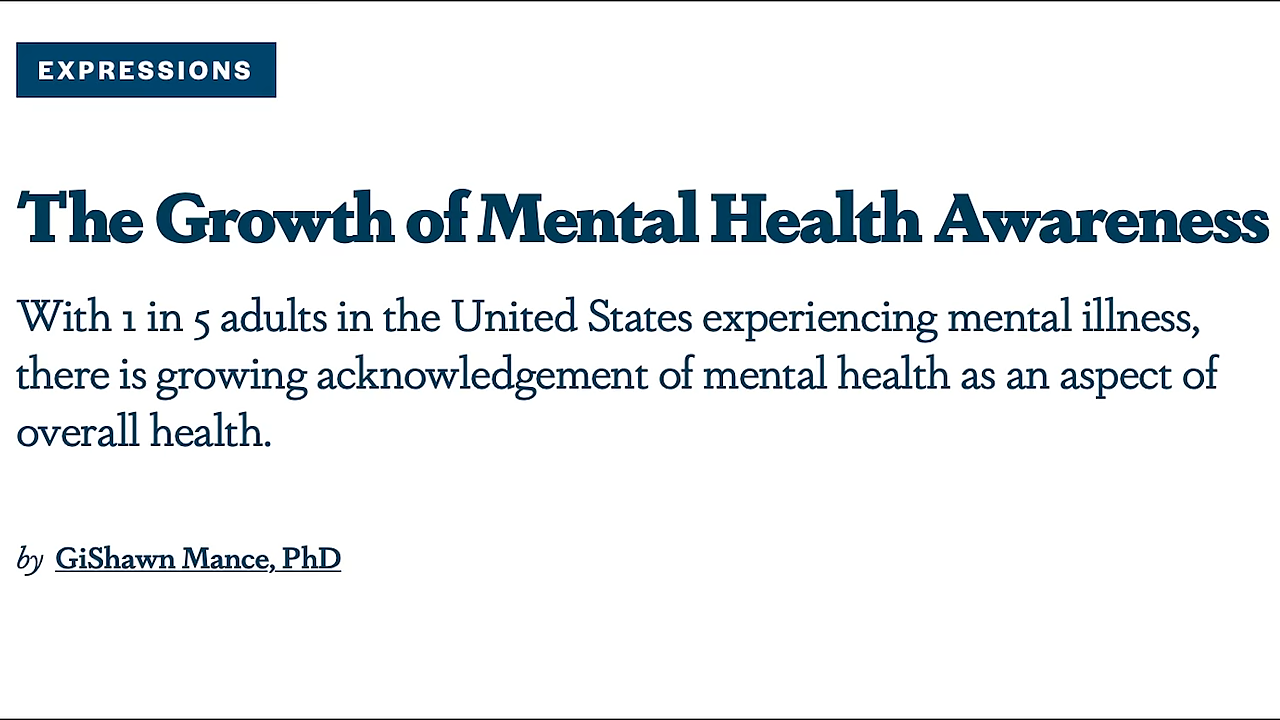 EXPRESSIONS
The Growth of Mental Health Awareness
With 1 in 5 adults in the United States experiencing mental illness,
there is growing acknowledgement of mental health as an aspect of
overall health.
by GiShawn Mance, PhD